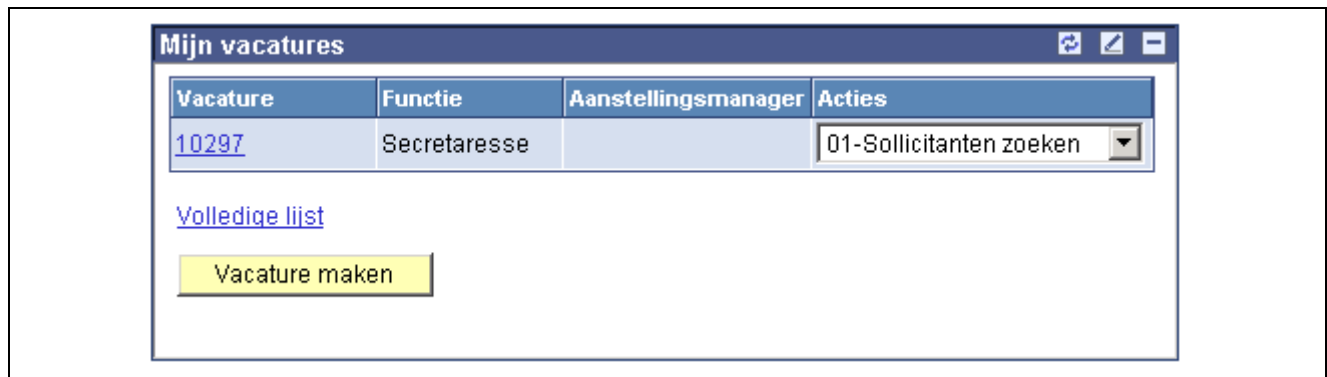 Mijn vacatures
Vacature Functie Aanstellingsmanager Acties
10297 Secretaresse 01-Sollicitanten zoeken
Volledige lijst
Vacature maken